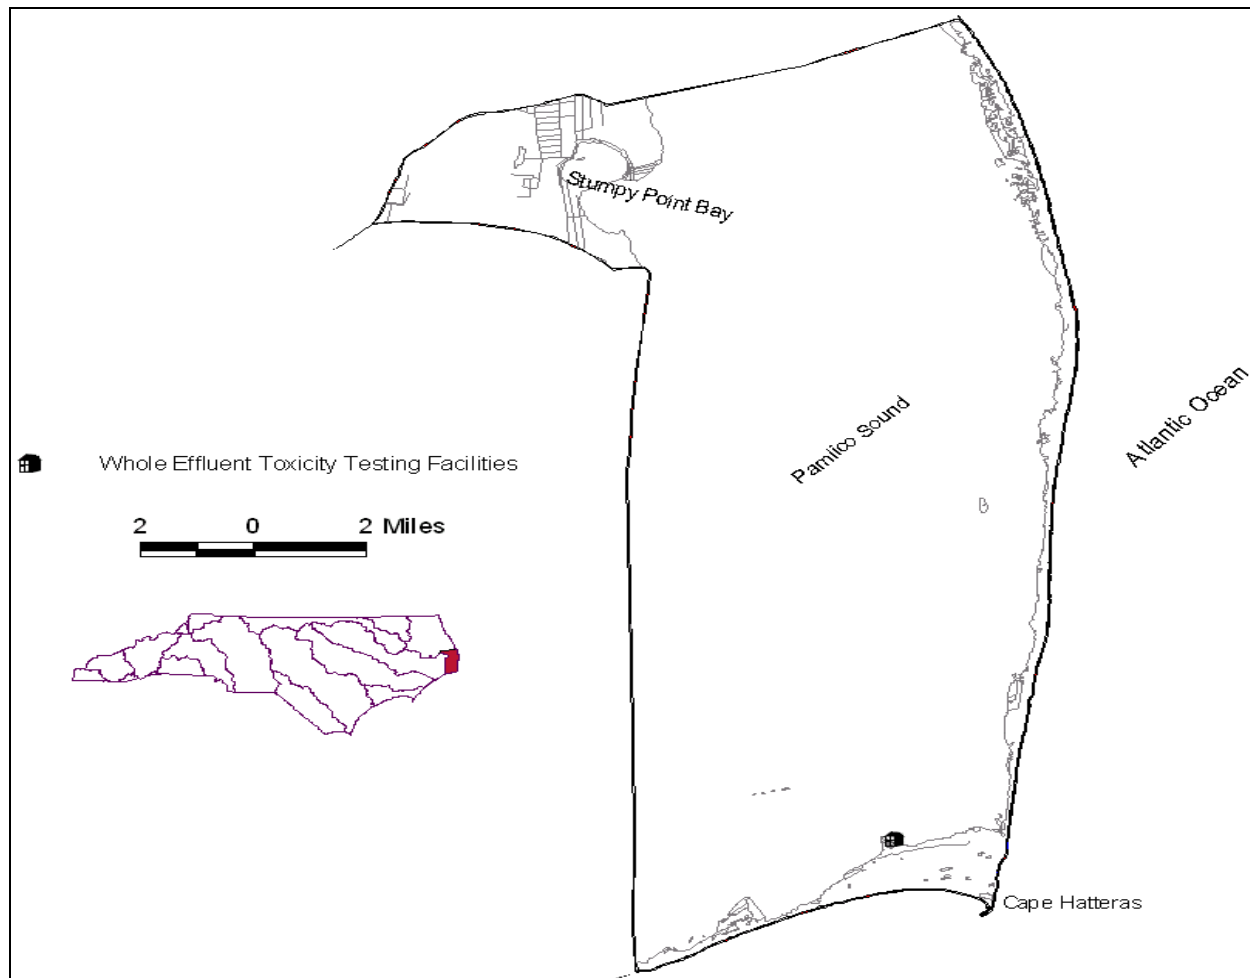 Stumpy Point Bay
Pamlico Sound
Atlantic Ocean
Whole Effluent Toxicity Testing Facilities
2 0 2 Miles
Cape Hatteras